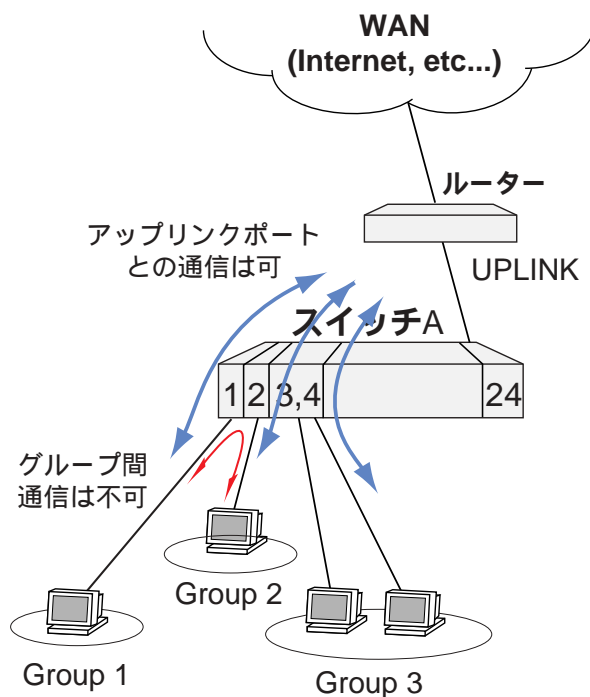 WAN
(Internet, etc...)
ルーター
アップリンクポート
との通信は可
UPLINK
スイッチA
1 2 3,4 24
グループ間
通信は不可
Group 2
Group 1
Group 3